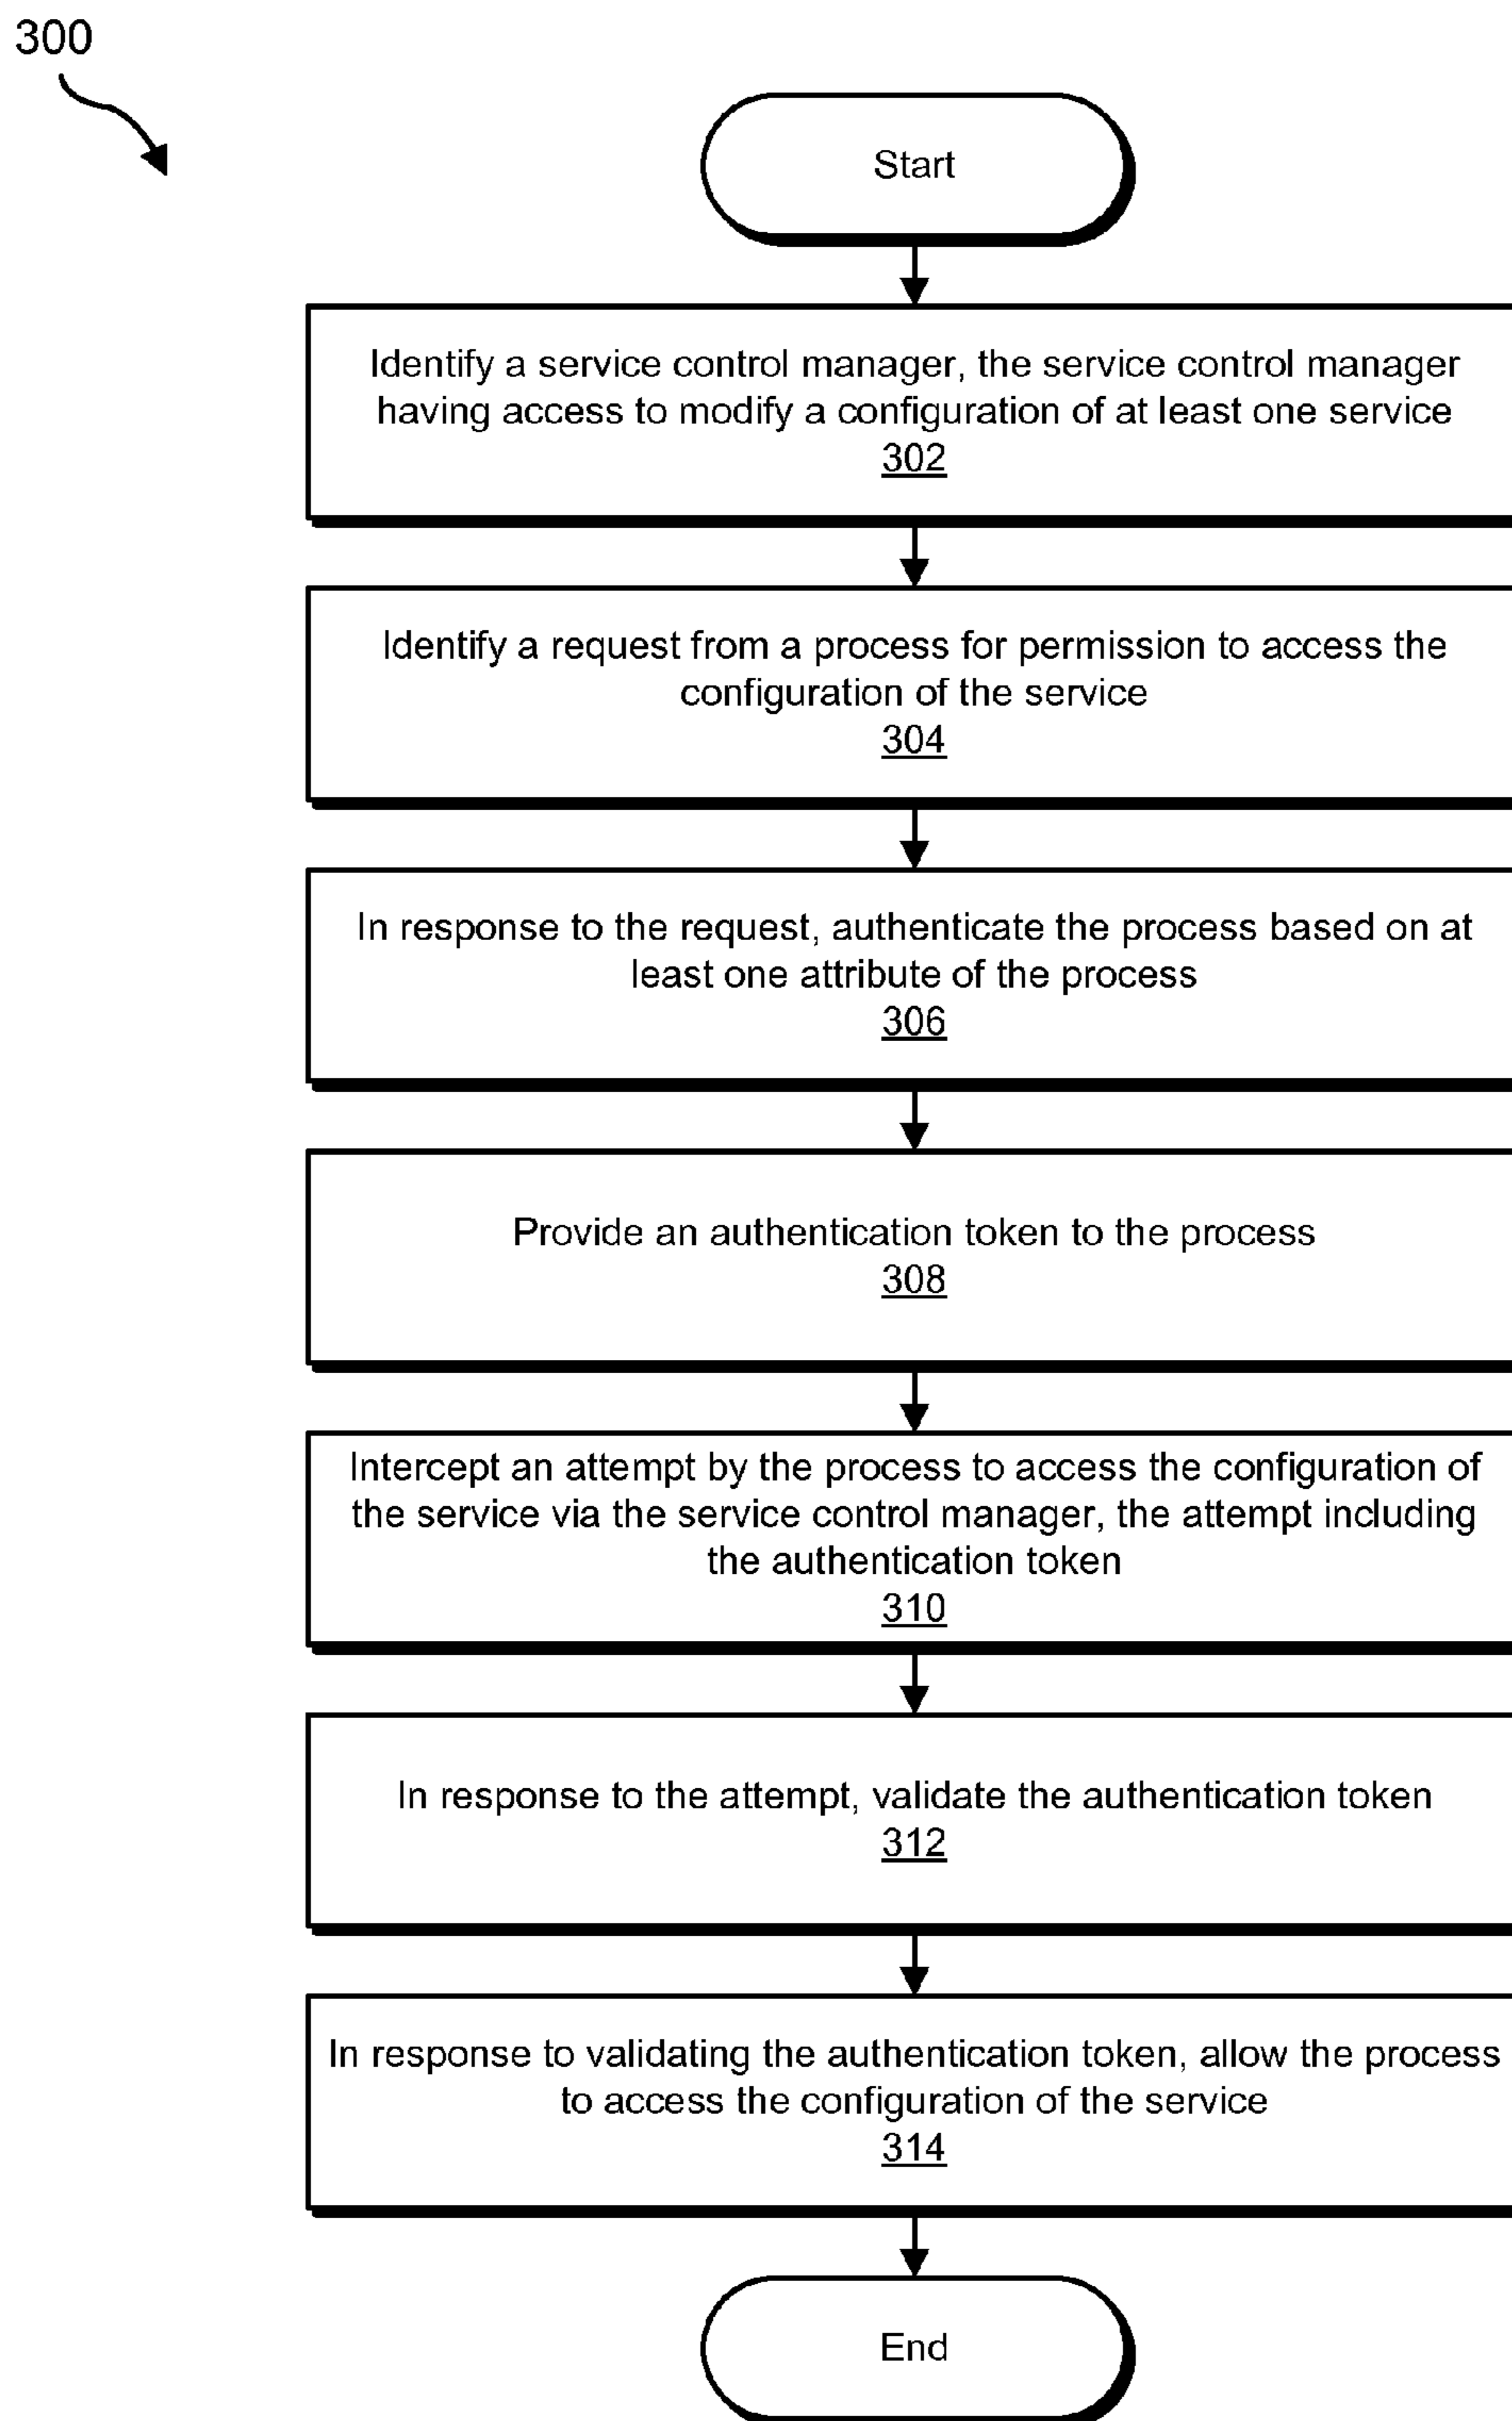 300
Start
Identify a service control manager, the service control manager
having access to modify a configuration of at least one service
302
Identify a request from a process for permission to access the
configuration of the service
304
In response to the request, authenticate the process based on at
least one attribute of the process
306
Provide an authentication token to the process
308
Intercept an attempt by the process to access the configuration of
the service via the service control manager, the attempt including
the authentication token
310
In response to the attempt, validate the authentication token
312
In response to validating the authentication token, allow the process
to access the configuration of the service
314
End